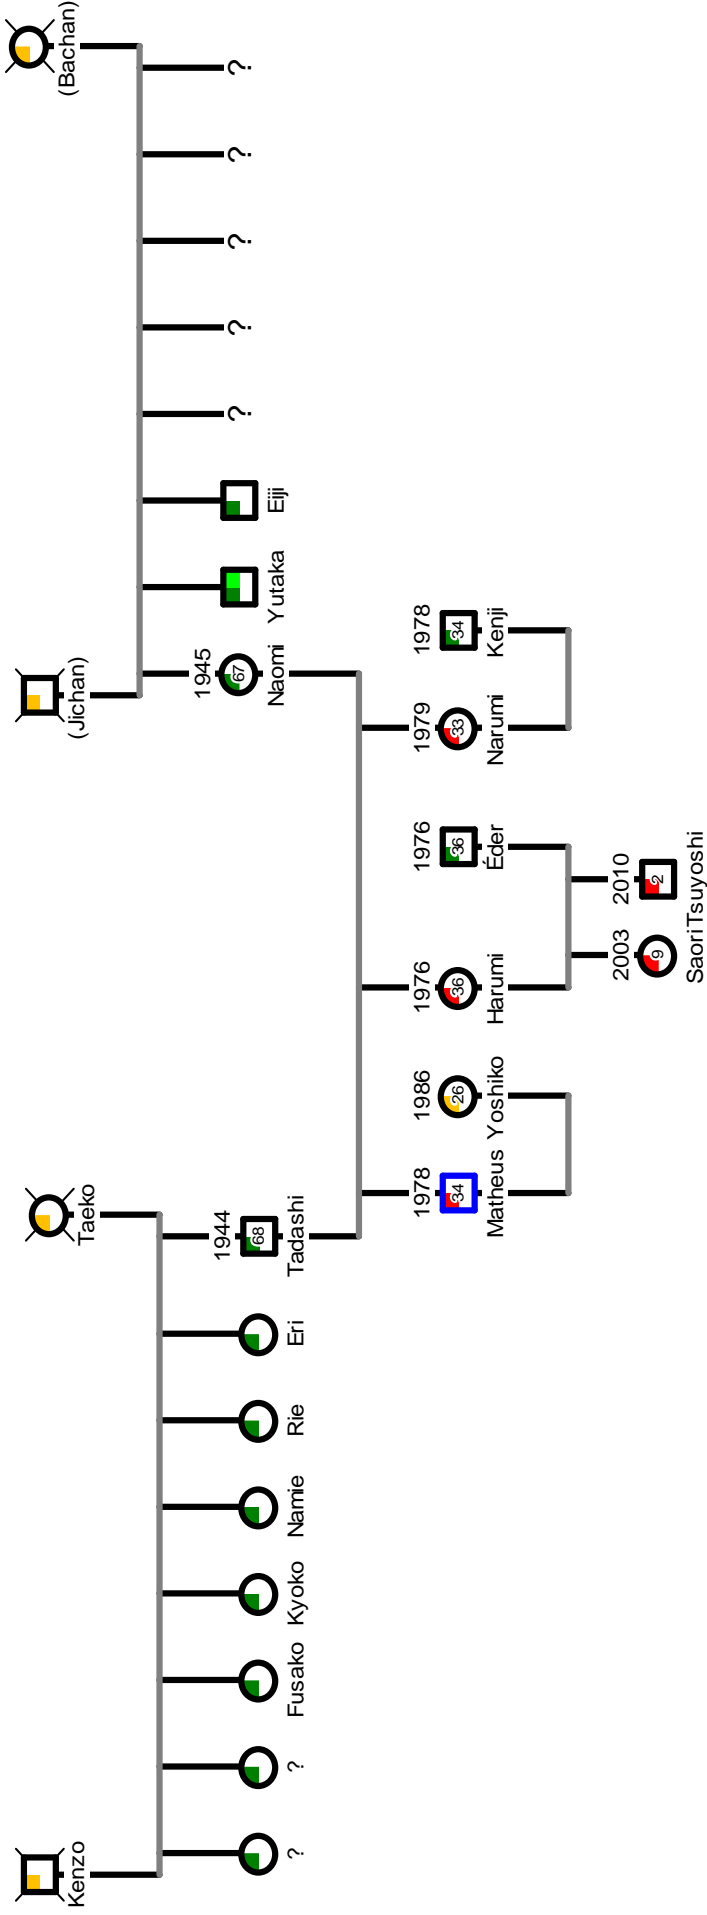 Kenzo
Taeko
(Jichan)
(Bachan)
1944
1945
?
?
Fusako
Kyoko
Namie
Rie
Eri
68
Tadashi
67
Naomi
Yutaka
Eiji
?
?
?
?
?
1978
1986
1976
1976
1979
1978
34
26
36
36
33
34
Matheus
Yoshiko
Harumi
Éder
Narumi
Kenji
2003
2010
9
2
Saori
Tsuyoshi